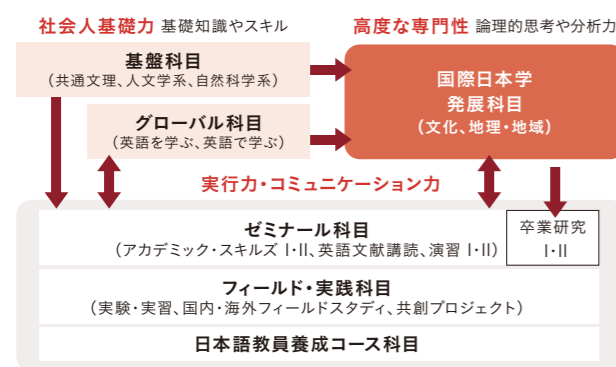 社会人基礎力 基礎知識やスキル
高度な専門性 論理的思考や分析力
基盤科目
（共通文理、人文学系、自然科学系）
グローバル科目
（英語を学ぶ、英語で学ぶ）
国際日本学
発展科目
（文化、地理・地域）
実行力・コミュニケーション力
ゼミナール科目
（アカデミック・スキルズ I・II、英語文献講読、演習 I・II）
卒業研究
I・II
フィールド・実践科目
（実験・実習、国内・海外フィールドスタディ、共創プロジェクト）
日本語教員養成コース科目